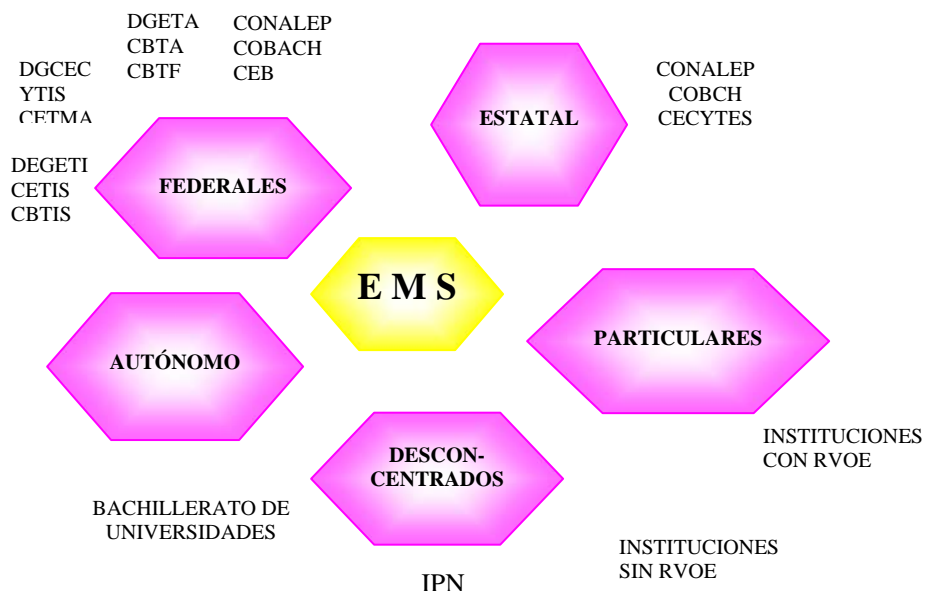 DGETA
CBTA
CBTF
CONALEP
COBACH
CEB
DGCEC
YTIS
CETMA
DEGETI
CETIS
CBTIS
FEDERALES
ESTATAL
CONALEP
COBCH
CECYTES
E M S
AUTÓNOMO
PARTICULARES
INSTITUCIONES
CON RVOE
DESCON-
CENTRADOS
BACHILLERATO DE
UNIVERSIDADES
INSTITUCIONES
SIN RVOE
IPN